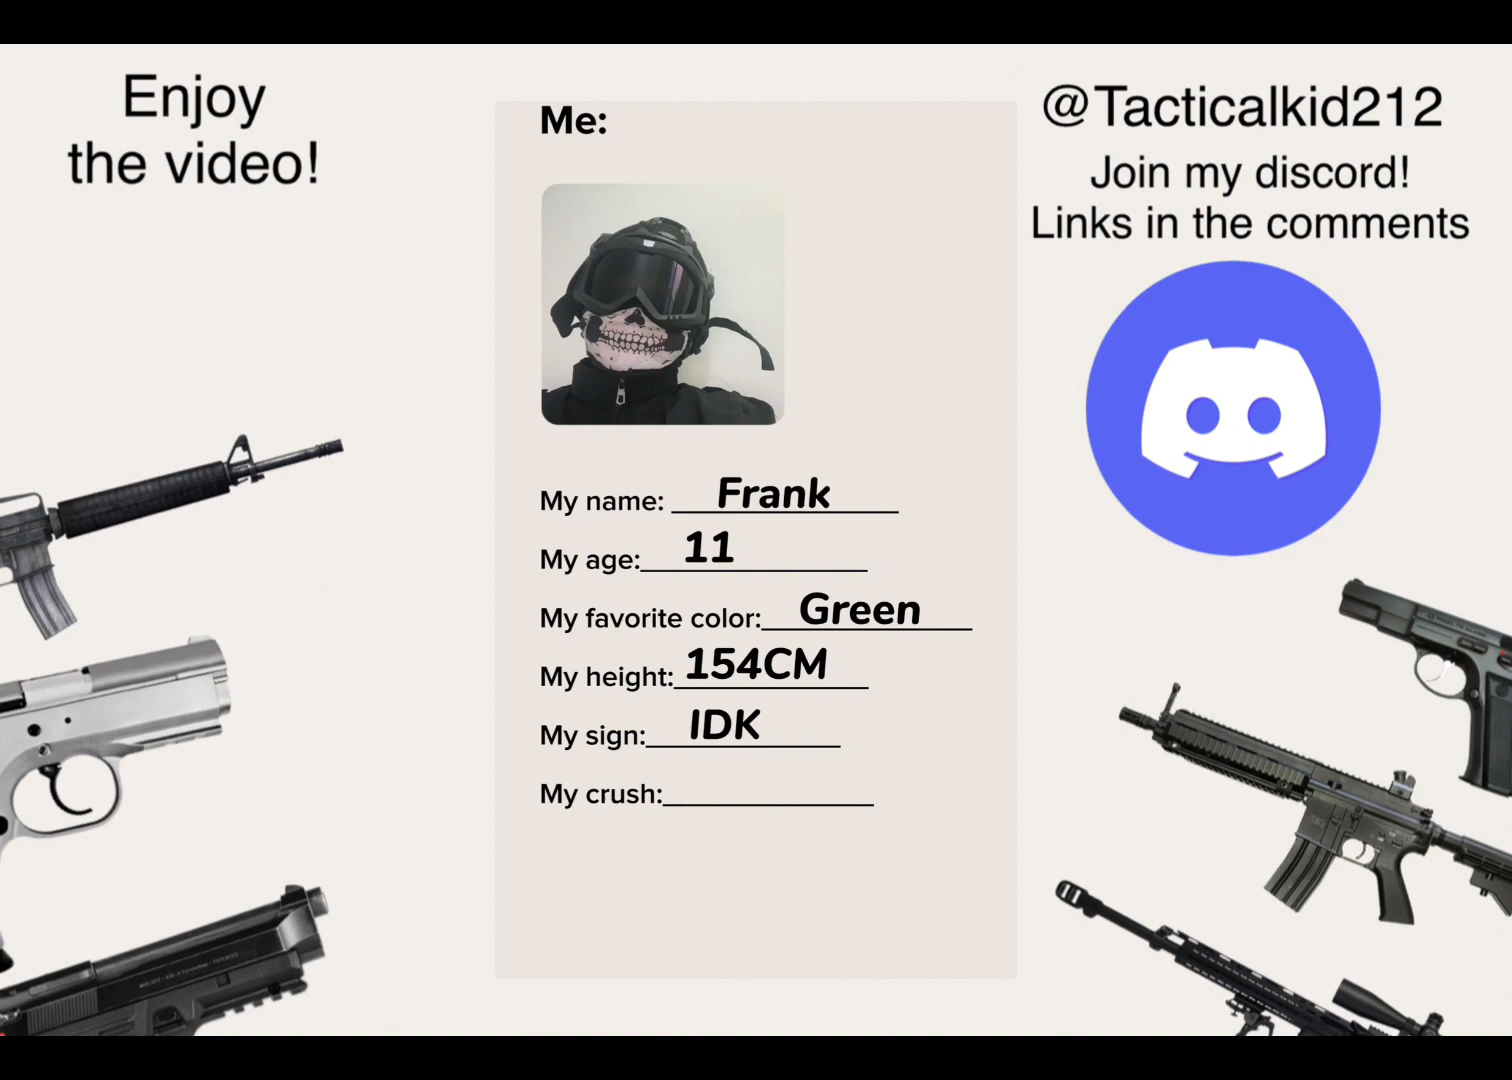 Enjoy
the video!
Me:
My name: Frank
My age: 11
My favorite color: Green
My height: 154CM
My sign: IDK
My crush:
@Tacticalkid212
Join my discord!
Links in the comments